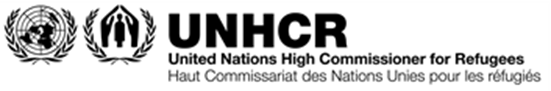 UNHCR
United Nations High Commissioner for Refugees
Haut Commissariat des Nations Unies pour les réfugiés